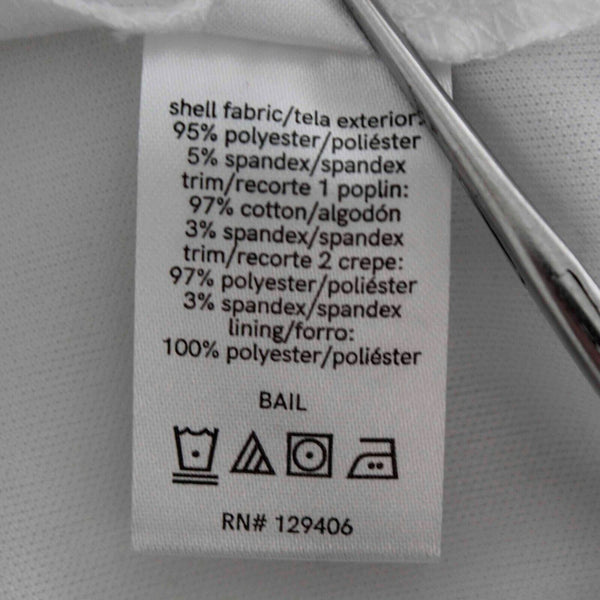 shell fabric/tela exterior:
95% polyester/poliéster
5% spandex/spandex
trim/recorte 1 poplin:
97% cotton/algodón
3% spandex/spandex
trim/recorte 2 crepe:
97% polyester/poliéster
3% spandex/spandex
lining/forro:
100% polyester/poliéster
BAIL
RN# 129406